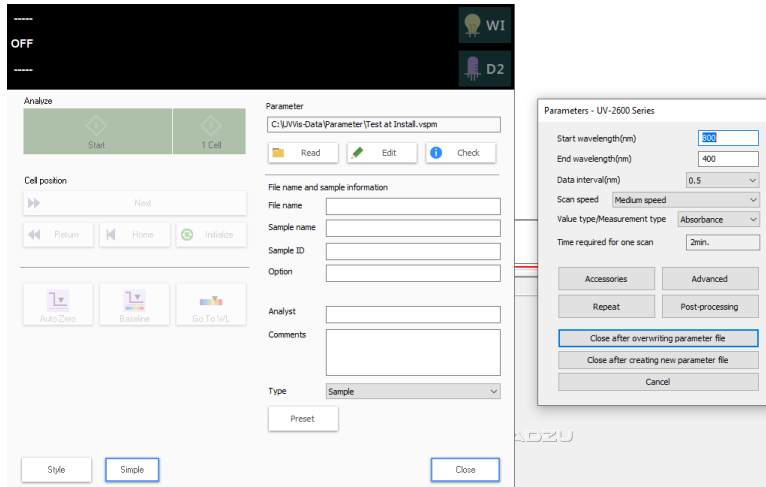 -----
OFF
-----
WI
D2
Analyze
Start
1 Cell
Cell position
Next
Return
Home
Initialize
Auto Zero
Baseline
Go To WL
Style
Simple
Parameter
C:\UVVis-Data\Parameter\Test at Install.vspm
Read
Edit
Check
File name and sample information
File name
Sample name
Sample ID
Option
Analyst
Comments
Type
Sample
Preset
Close
Parameters - UV-2600 Series
Start wavelength(nm)
800
End wavelength(nm)
400
Data interval(nm)
0.5
Scan speed
Medium speed
Value type/Measurement type
Absorbance
Time required for one scan
2min.
Accessories
Advanced
Repeat
Post-processing
Close after overwriting parameter file
Close after creating new parameter file
Cancel
ADZU